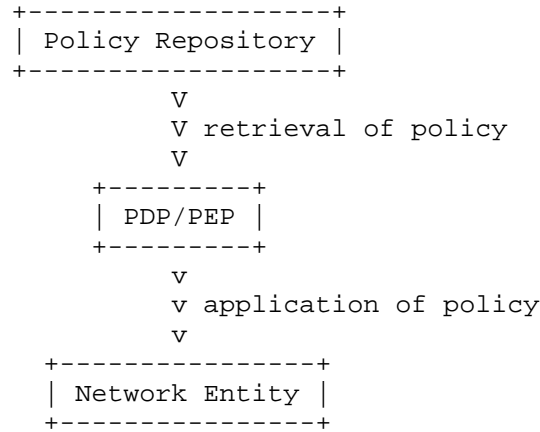 +-------------------+
| Policy Repository |
+-------------------+
V
V retrieval of policy
V
+---------+
| PDP/PEP |
+---------+
v
v application of policy
v
+----------------+
| Network Entity |
+----------------+